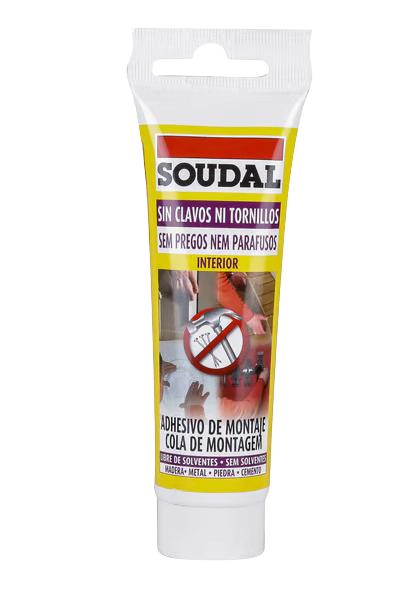 SOUDAL
SIN CLAVOS NI TORNILLOS
SEM PREGOS NEM PARAFUSOS
INTERIOR
ADHESIVO DE MONTAJE
COLA DE MONTAGEM
LIBRE DE SOLVENTES • SEM SOLVENTES
MADERA • METAL • PIEDRA • CEMENTO